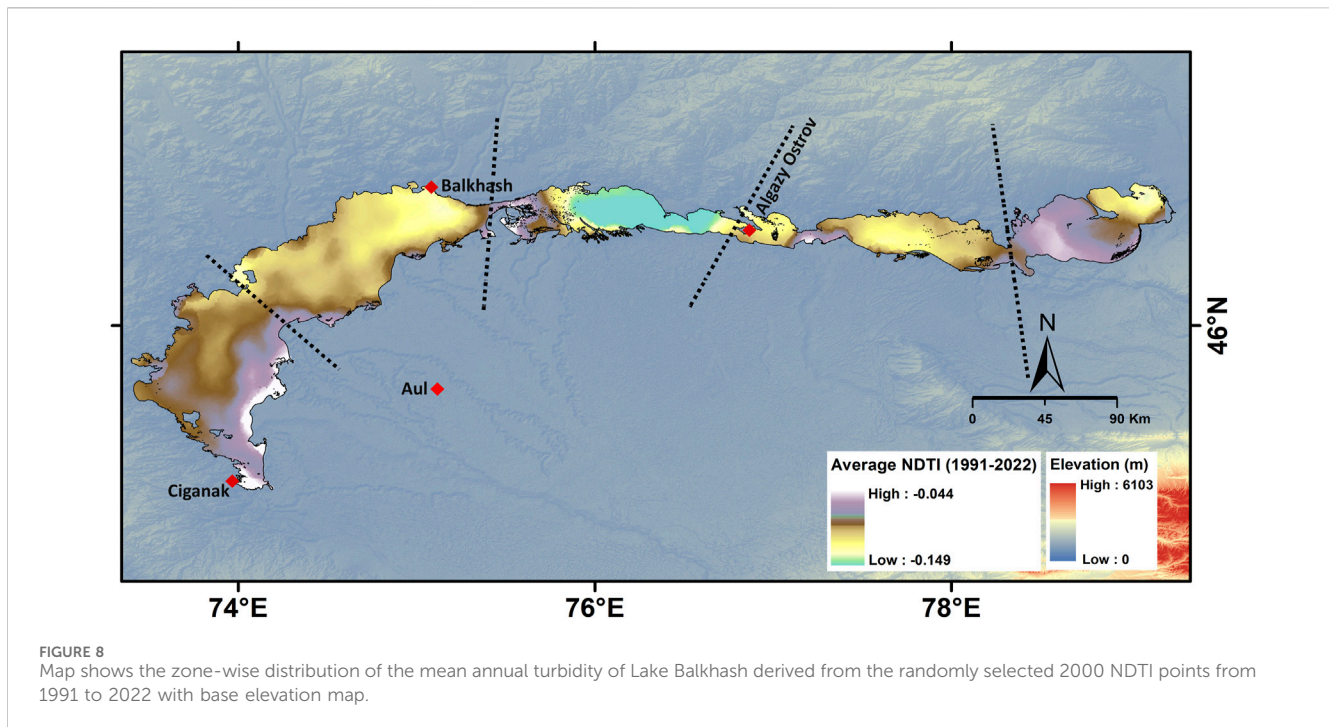 Balkhash
Algazy Ostrov
Aul
Ciganak
46°N
N
0 45 90 Km
Average NDTI (1991-2022)
High : -0.044
Low : -0.149
Elevation (m)
High : 6103
Low : 0
74°E 76°E 78°E
FIGURE 8
Map shows the zone-wise distribution of the mean annual turbidity of Lake Balkhash derived from the randomly selected 2000 NDTI points from
1991 to 2022 with base elevation map.